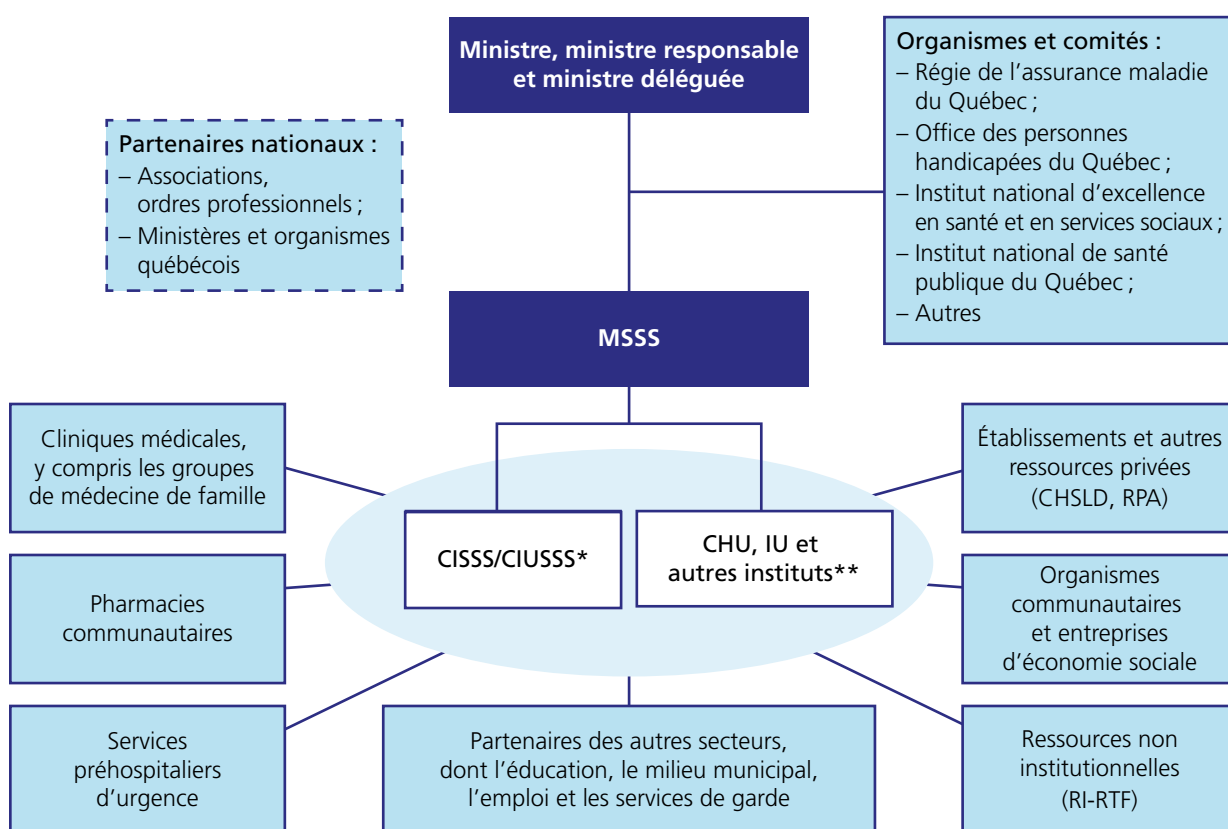 Ministre, ministre responsable
et ministre déléguée
Organismes et comités :
– Régie de l’assurance maladie
du Québec ;
– Office des personnes
handicapées du Québec ;
– Institut national d’excellence
en santé et en services sociaux ;
– Institut national de santé
publique du Québec ;
– Autres
Partenaires nationaux :
– Associations,
ordres professionnels ;
– Ministères et organismes
québécois
MSSS
Cliniques médicales,
y compris les groupes
de médecine de famille
Établissements et autres
ressources privées
(CHSLD, RPA)
CISSS/CIUSSS*
CHU, IU et
autres instituts**
Pharmacies
communautaires
Organismes
communautaires
et entreprises
d’économie sociale
Services
préhospitaliers
d’urgence
Partenaires des autres secteurs,
dont l’éducation, le milieu municipal,
l’emploi et les services de garde
Ressources non
institutionnelles
(RI-RTF)